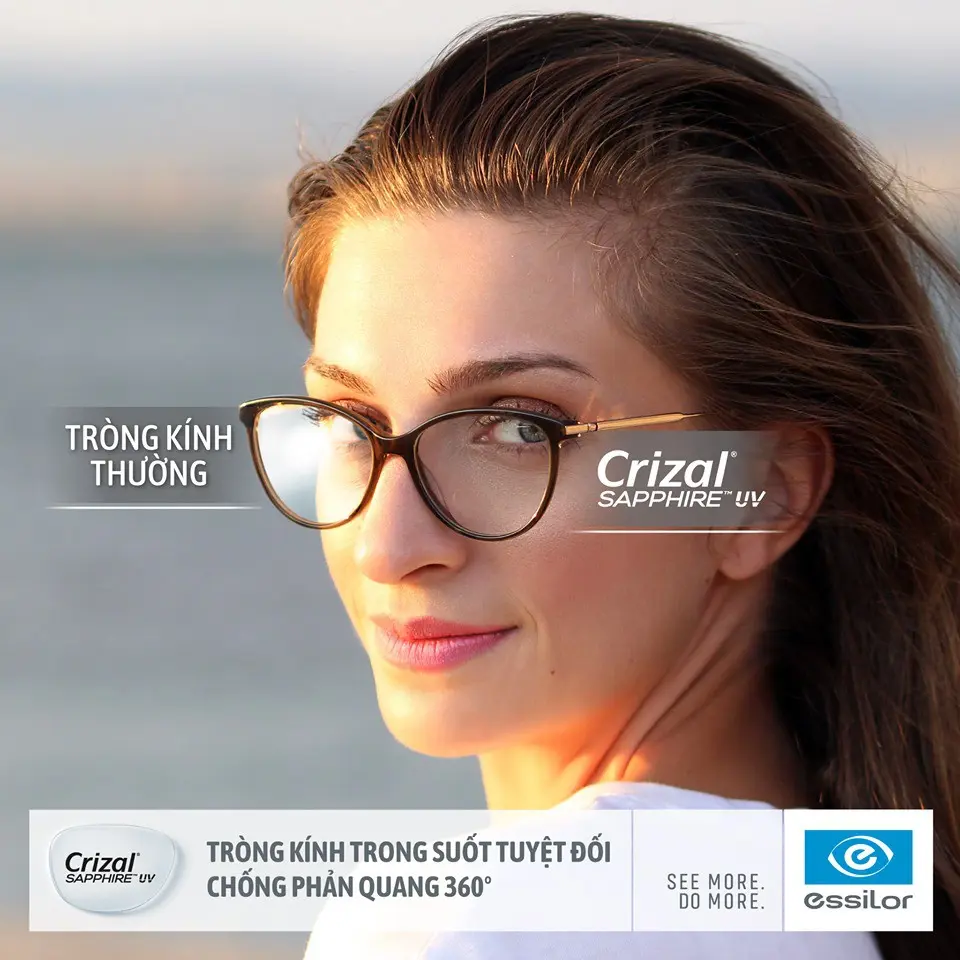 TRÒNG KÍNH
THƯỜNG
Crizal®
SAPPHIRE™ UV
Crizal®
SAPPHIRE™ UV
TRÒNG KÍNH TRONG SUỐT TUYỆT ĐỐI
CHỐNG PHẢN QUANG 360°
SEE MORE.
DO MORE.
essilor